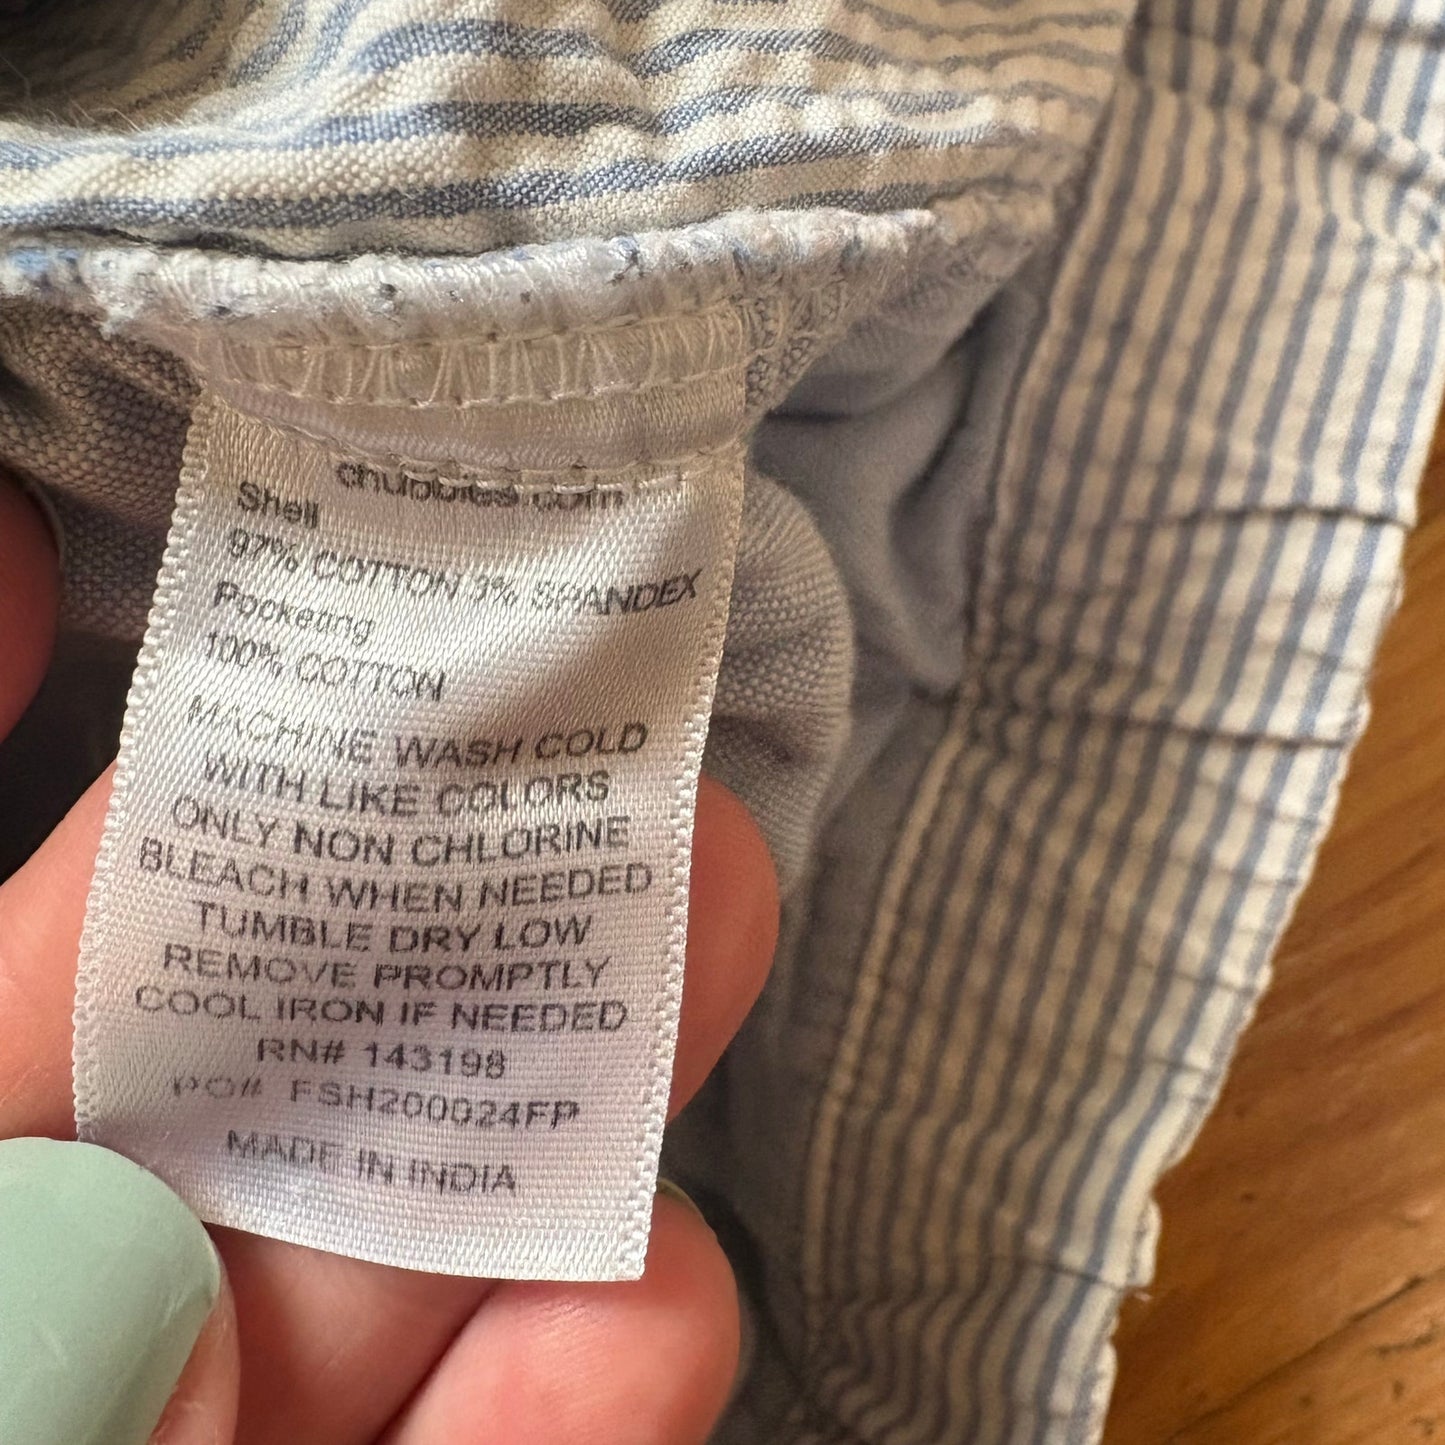 chubbies.com
Shell
97% COTTON 3% SPANDEX
Pocketing
100% COTTON
MACHINE WASH COLD
WITH LIKE COLORS
ONLY NON CHLORINE
BLEACH WHEN NEEDED
TUMBLE DRY LOW
REMOVE PROMPTLY
COOL IRON IF NEEDED
RN# 143198
PO# FSH200024FP
MADE IN INDIA